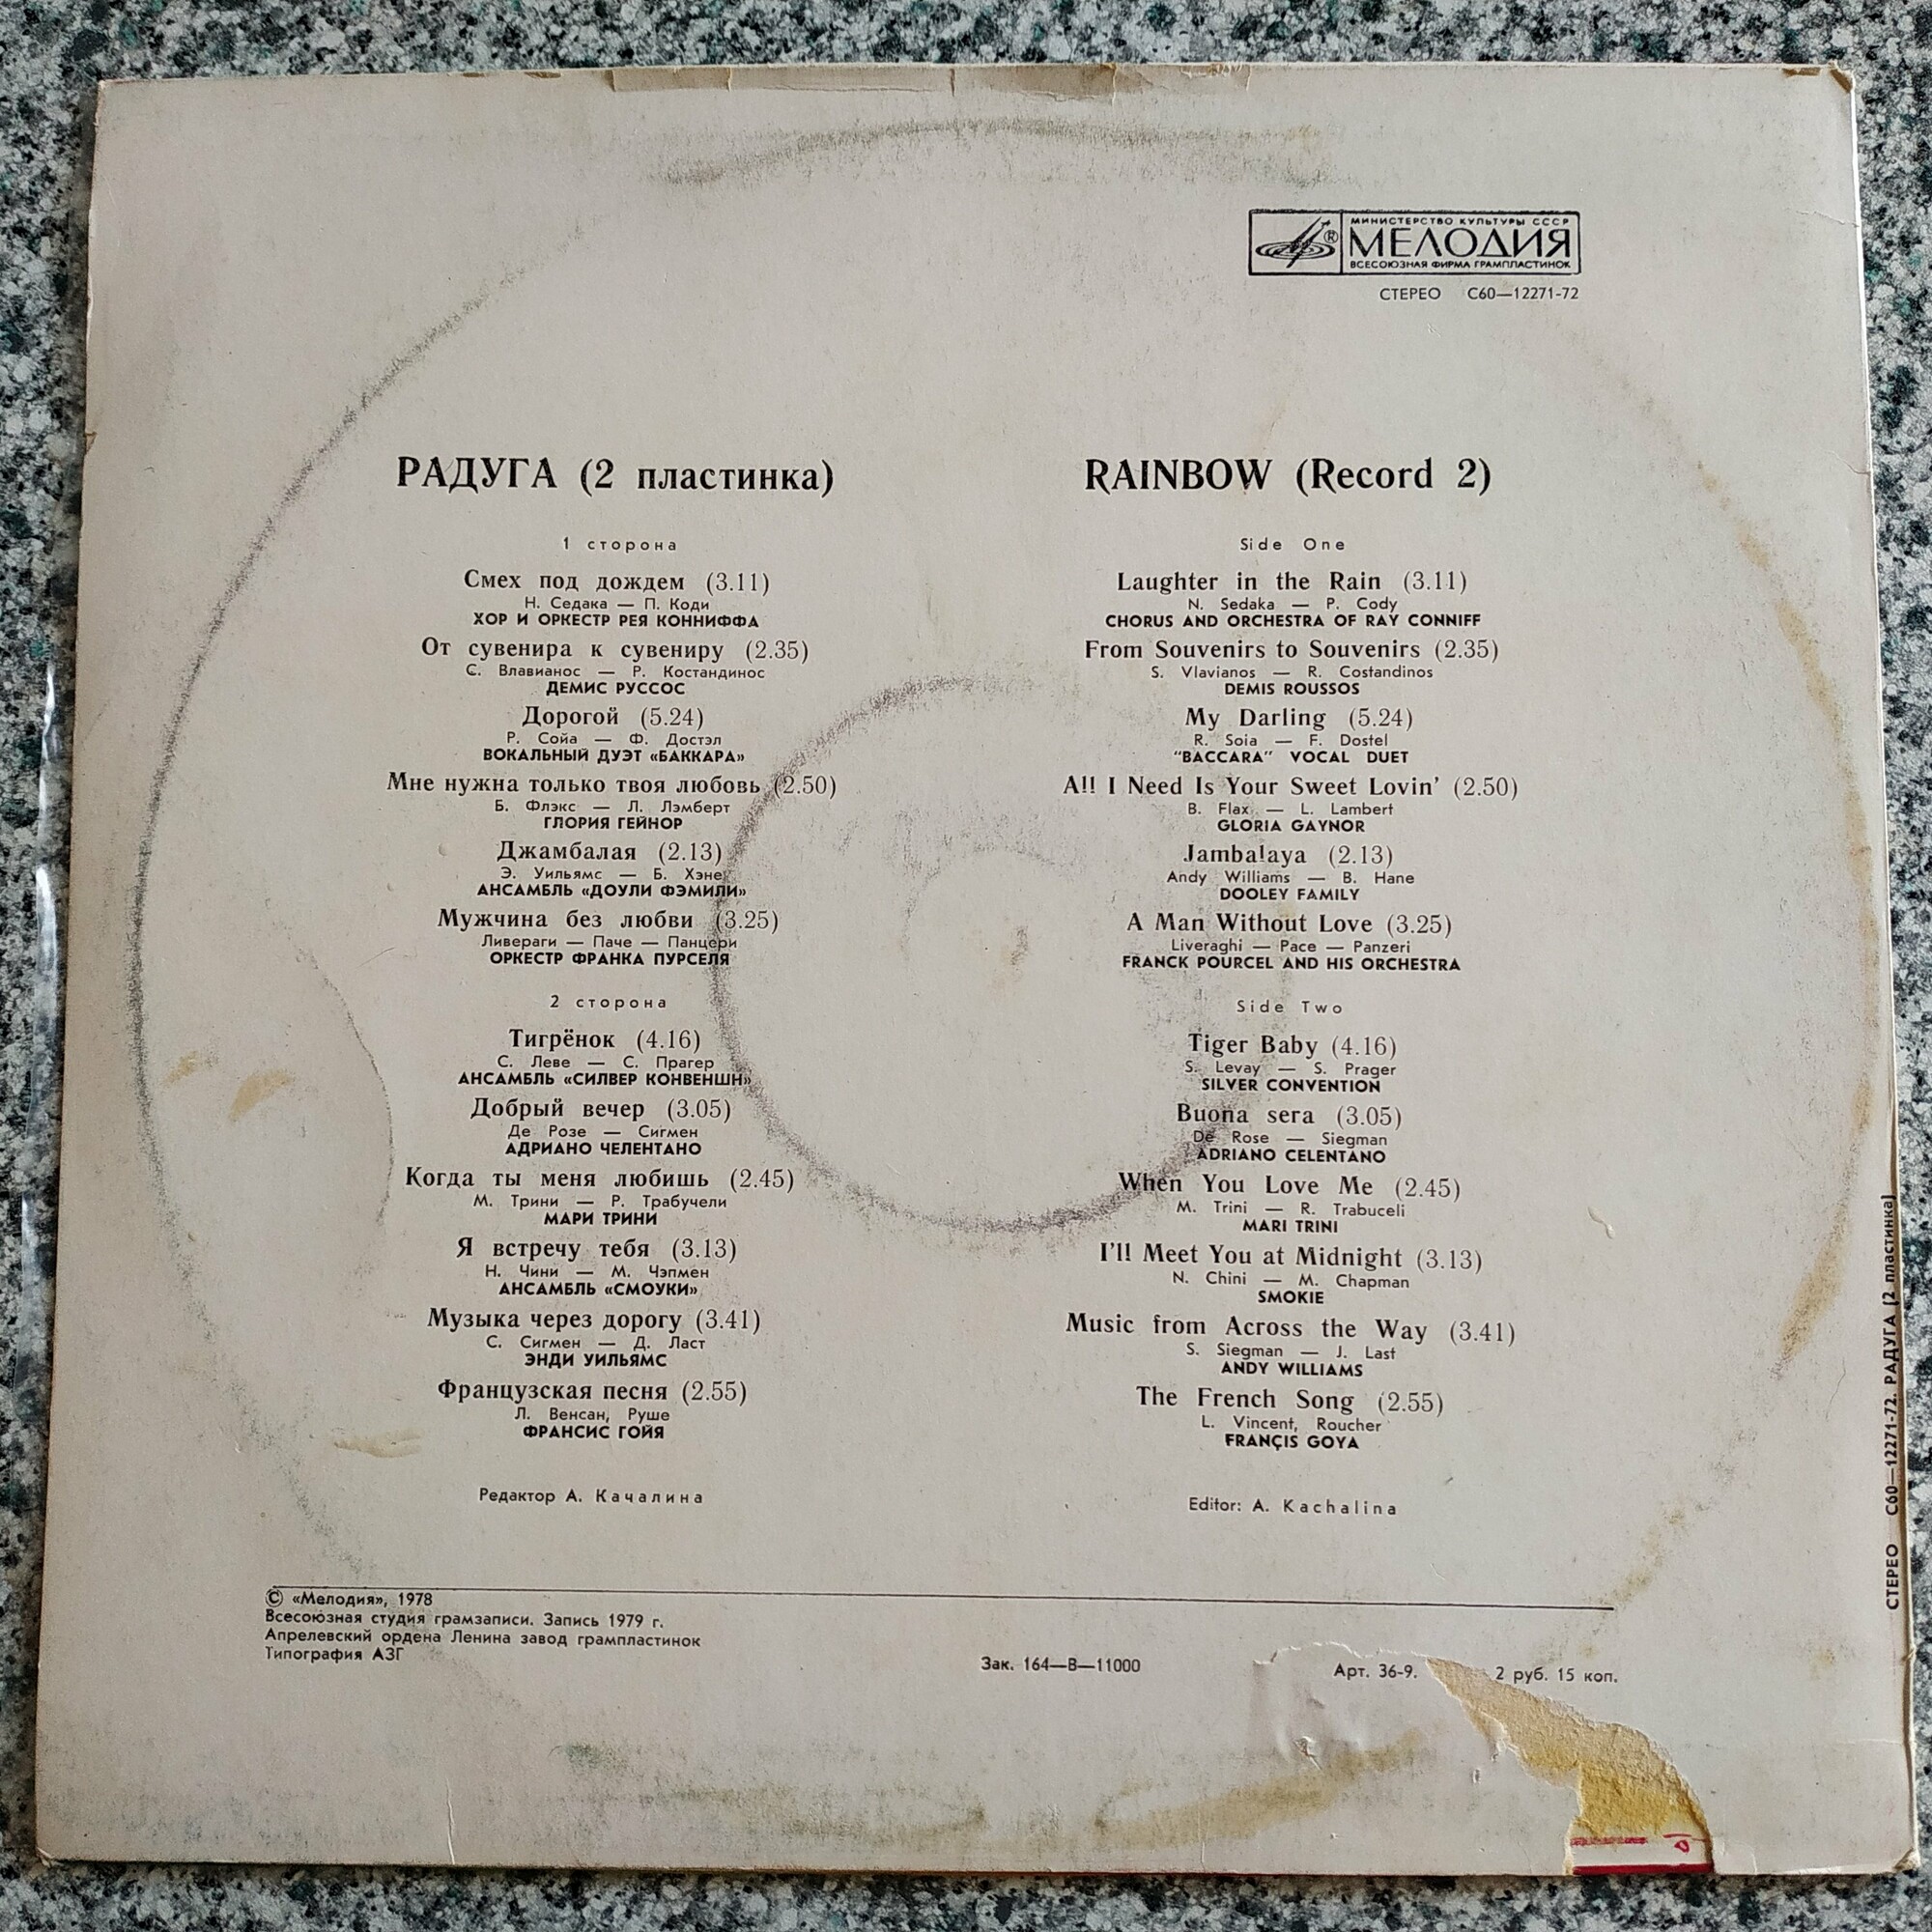 МИНИСТЕРСТВО КУЛЬТУРЫ СССР
МЕЛОДИЯ
ВСЕСОЮЗНАЯ ФИРМА ГРАМПЛАСТИНОК
СТЕРЕО С60—12271-72
РАДУГА (2 пластинка)
1 сторона
Смех под дождем (3.11)
Н. Седака — П. Коди
ХОР И ОРКЕСТР РЕЯ КОННИФФА
От сувенира к сувениру (2.35)
С. Влавианос — Р. Костандинос
ДЕМИС РУССОС
Дорогой (5.24)
Р. Сойа — Ф. Достэл
ВОКАЛЬНЫЙ ДУЭТ «БАККАРА»
Мне нужна только твоя любовь (2.50)
Б. Флэкс — Л. Лэмберт
ГЛОРИЯ ГЕЙНОР
Джамбалая (2.13)
Э. Уильямс — Б. Хэне
АНСАМБЛЬ «ДОУЛИ ФЭМИЛИ»
Мужчина без любви (3.25)
Ливераги — Паче — Панцери
ОРКЕСТР ФРАНКА ПУРСЕЛЯ
2 сторона
Тигрёнок (4.16)
С. Леве — С. Прагер
АНСАМБЛЬ «СИЛВЕР КОНВЕНШН»
Добрый вечер (3.05)
Де Розе — Сигмен
АДРИАНО ЧЕЛЕНТАНО
Когда ты меня любишь (2.45)
М. Трини — Р. Трабучели
МАРИ ТРИНИ
Я встречу тебя (3.13)
Н. Чини — М. Чэпмен
АНСАМБЛЬ «СМОУКИ»
Музыка через дорогу (3.41)
С. Сигмен — Д. Ласт
ЭНДИ УИЛЬЯМС
Французская песня (2.55)
Л. Венсан, Руше
ФРАНСИС ГОЙЯ
Редактор А. Качалина
RAINBOW (Record 2)
Side One
Laughter in the Rain (3.11)
N. Sedaka — P. Cody
CHORUS AND ORCHESTRA OF RAY CONNIFF
From Souvenirs to Souvenirs (2.35)
S. Vlavianos — R. Costandinos
DEMIS ROUSSOS
My Darling (5.24)
R. Soia — F. Dostel
“BACCARA” VOCAL DUET
All I Need Is Your Sweet Lovin’ (2.50)
B. Flax — L. Lambert
GLORIA GAYNOR
Jambalaya (2.13)
Andy Williams — B. Hane
DOOLEY FAMILY
A Man Without Love (3.25)
Liveraghi — Pace — Panzeri
FRANCK POURCEL AND HIS ORCHESTRA
Side Two
Tiger Baby (4.16)
S. Levay — S. Prager
SILVER CONVENTION
Buona sera (3.05)
De Rose — Siegman
ADRIANO CELENTANO
When You Love Me (2.45)
M. Trini — R. Trabuceli
MARI TRINI
I’ll Meet You at Midnight (3.13)
N. Chini — M. Chapman
SMOKIE
Music from Across the Way (3.41)
S. Siegman — J. Last
ANDY WILLIAMS
The French Song (2.55)
L. Vincent, Roucher
FRANÇIS GOYA
Editor: A. Kachalina
© «Мелодия», 1978
Всесоюзная студия грамзаписи. Запись 1979 г.
Апрелевский ордена Ленина завод грампластинок
Типография АЗГ
Зак. 164—В—11000
Арт. 36-9. 2 руб. 15 коп.
СТЕРЕО С60—12271-72. РАДУГА (2 пластинка)